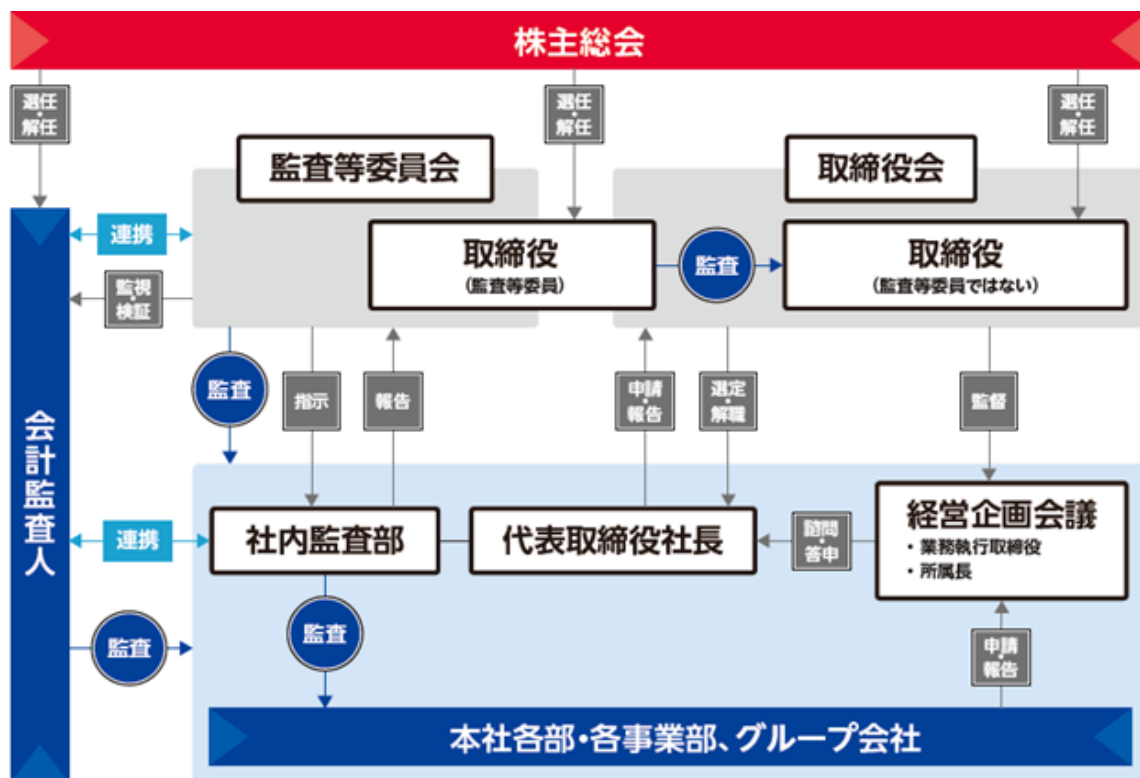 株主総会
選任・
解任
選任・
解任
選任・
解任
監査等委員会
取締役会
連携
取締役
(監査等委員)
監査
取締役
(監査等委員ではない)
監視・
検証
監査
指示
報告
申請・
報告
選定・
解職
監督
会計監査人
連携
社内監査部
代表取締役社長
諮問・
答申
経営企画会議
・業務執行取締役
・所属長
監査
監査
申請・
報告
本社各部・各事業部、グループ会社